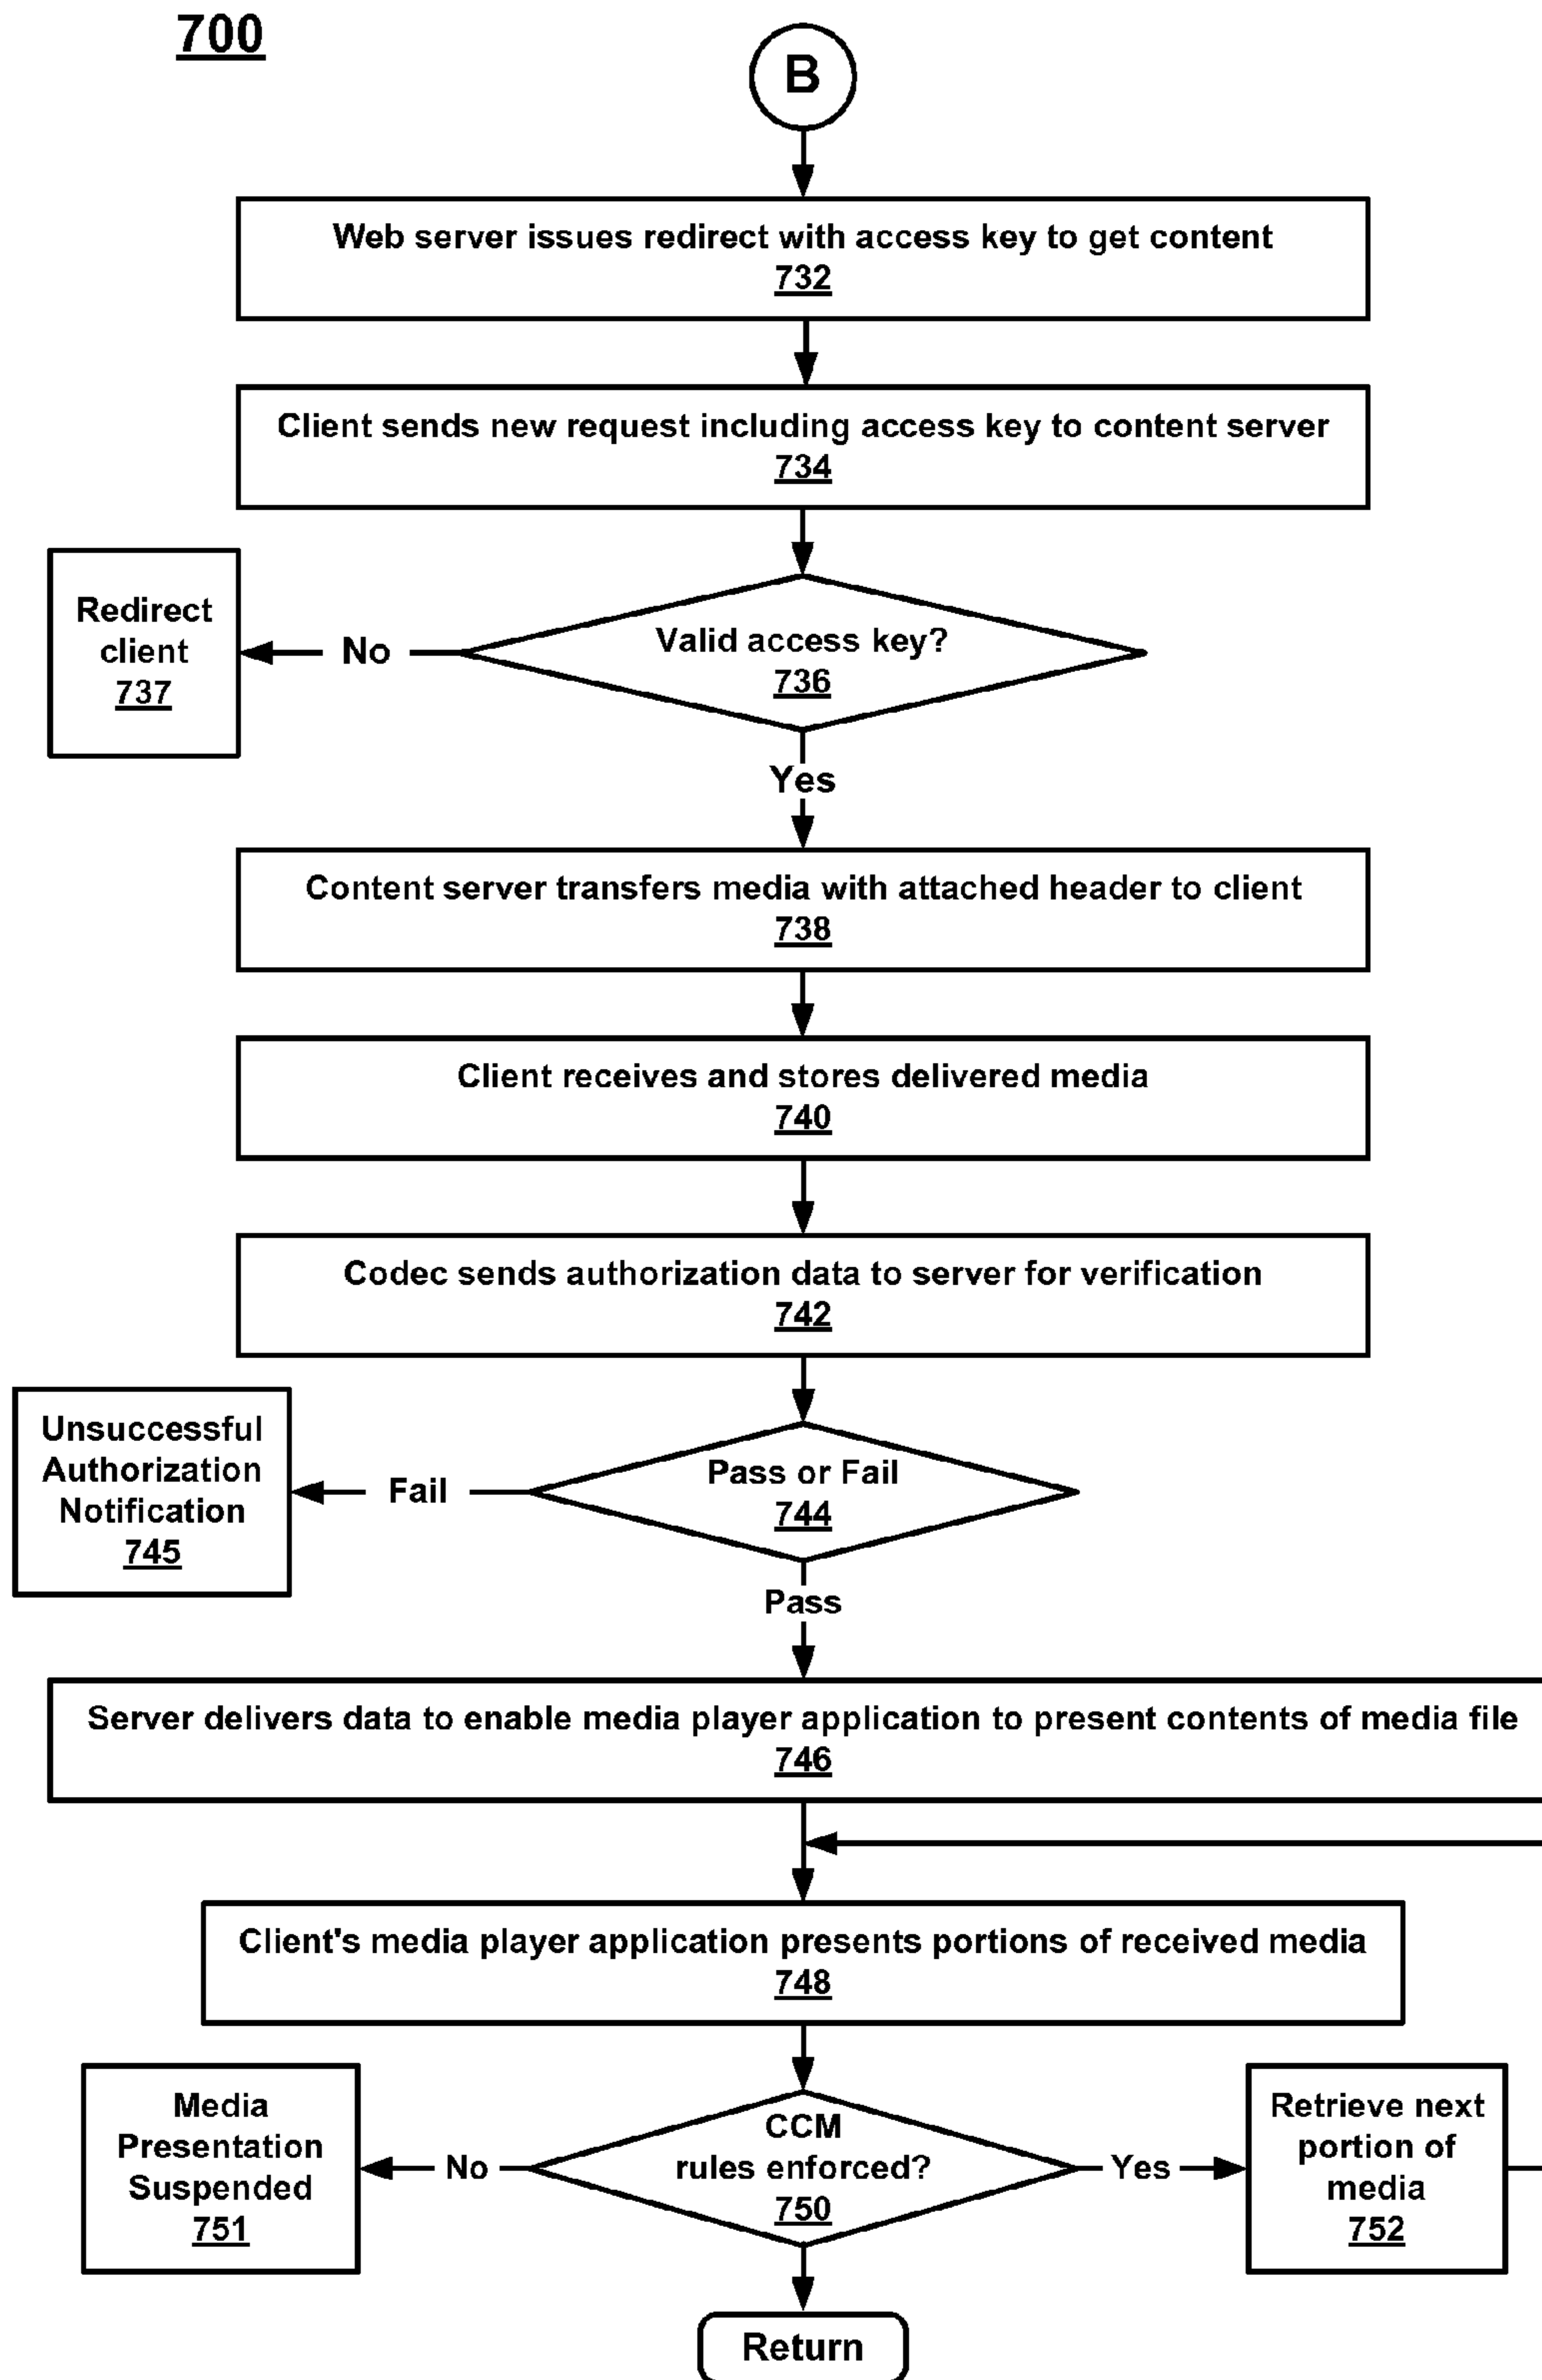 700
B
Web server issues redirect with access key to get content
732
Client sends new request including access key to content server
734
Redirect
client
737
No
Valid access key?
736
Yes
Content server transfers media with attached header to client
738
Client receives and stores delivered media
740
Codec sends authorization data to server for verification
742
Unsuccessful
Authorization
Notification
745
Fail
Pass or Fail
744
Pass
Server delivers data to enable media player application to present contents of media file
746
Client's media player application presents portions of received media
748
Media
Presentation
Suspended
751
No
CCM
rules enforced?
750
Yes
Retrieve next
portion of
media
752
Return